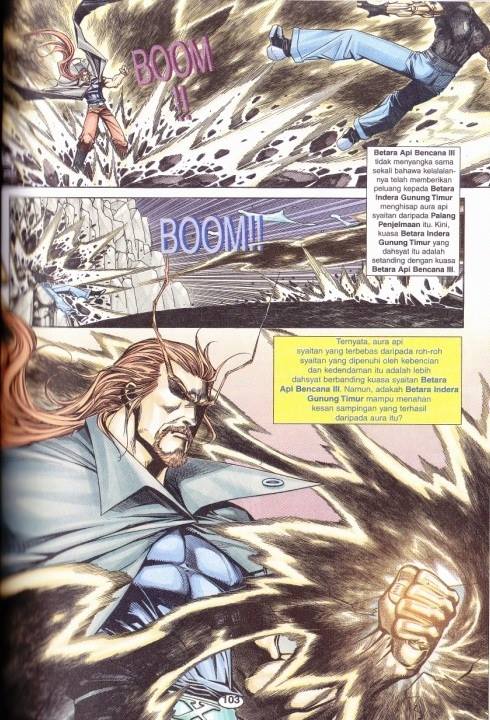 BOOM
!!
Betara Api Bencana III
tidak menyangka sama
sekali bahawa kelalaian-
nya telah memberikan
peluang kepada Betara
Indera Gunung Timur
menghisap aura api
syaitan daripada Palang
Penjelmaan itu. Kini,
kuasa Betara Indera
Gunung Timur yang
dahsyat itu adalah
setanding dengan kuasa
Betara Api Bencana III.
BOOM!!
Ternyata, aura api
syaitan yang terbebas daripada roh-roh
syaitan yang dipenuhi oleh kebencian
dan kedendaman itu adalah lebih
dahsyat berbanding kuasa syaitan Betara
Api Bencana III. Namun, adakah Betara Indera
Gunung Timur mampu menahan
kesan sampingan yang terhasil
daripada aura itu?
103